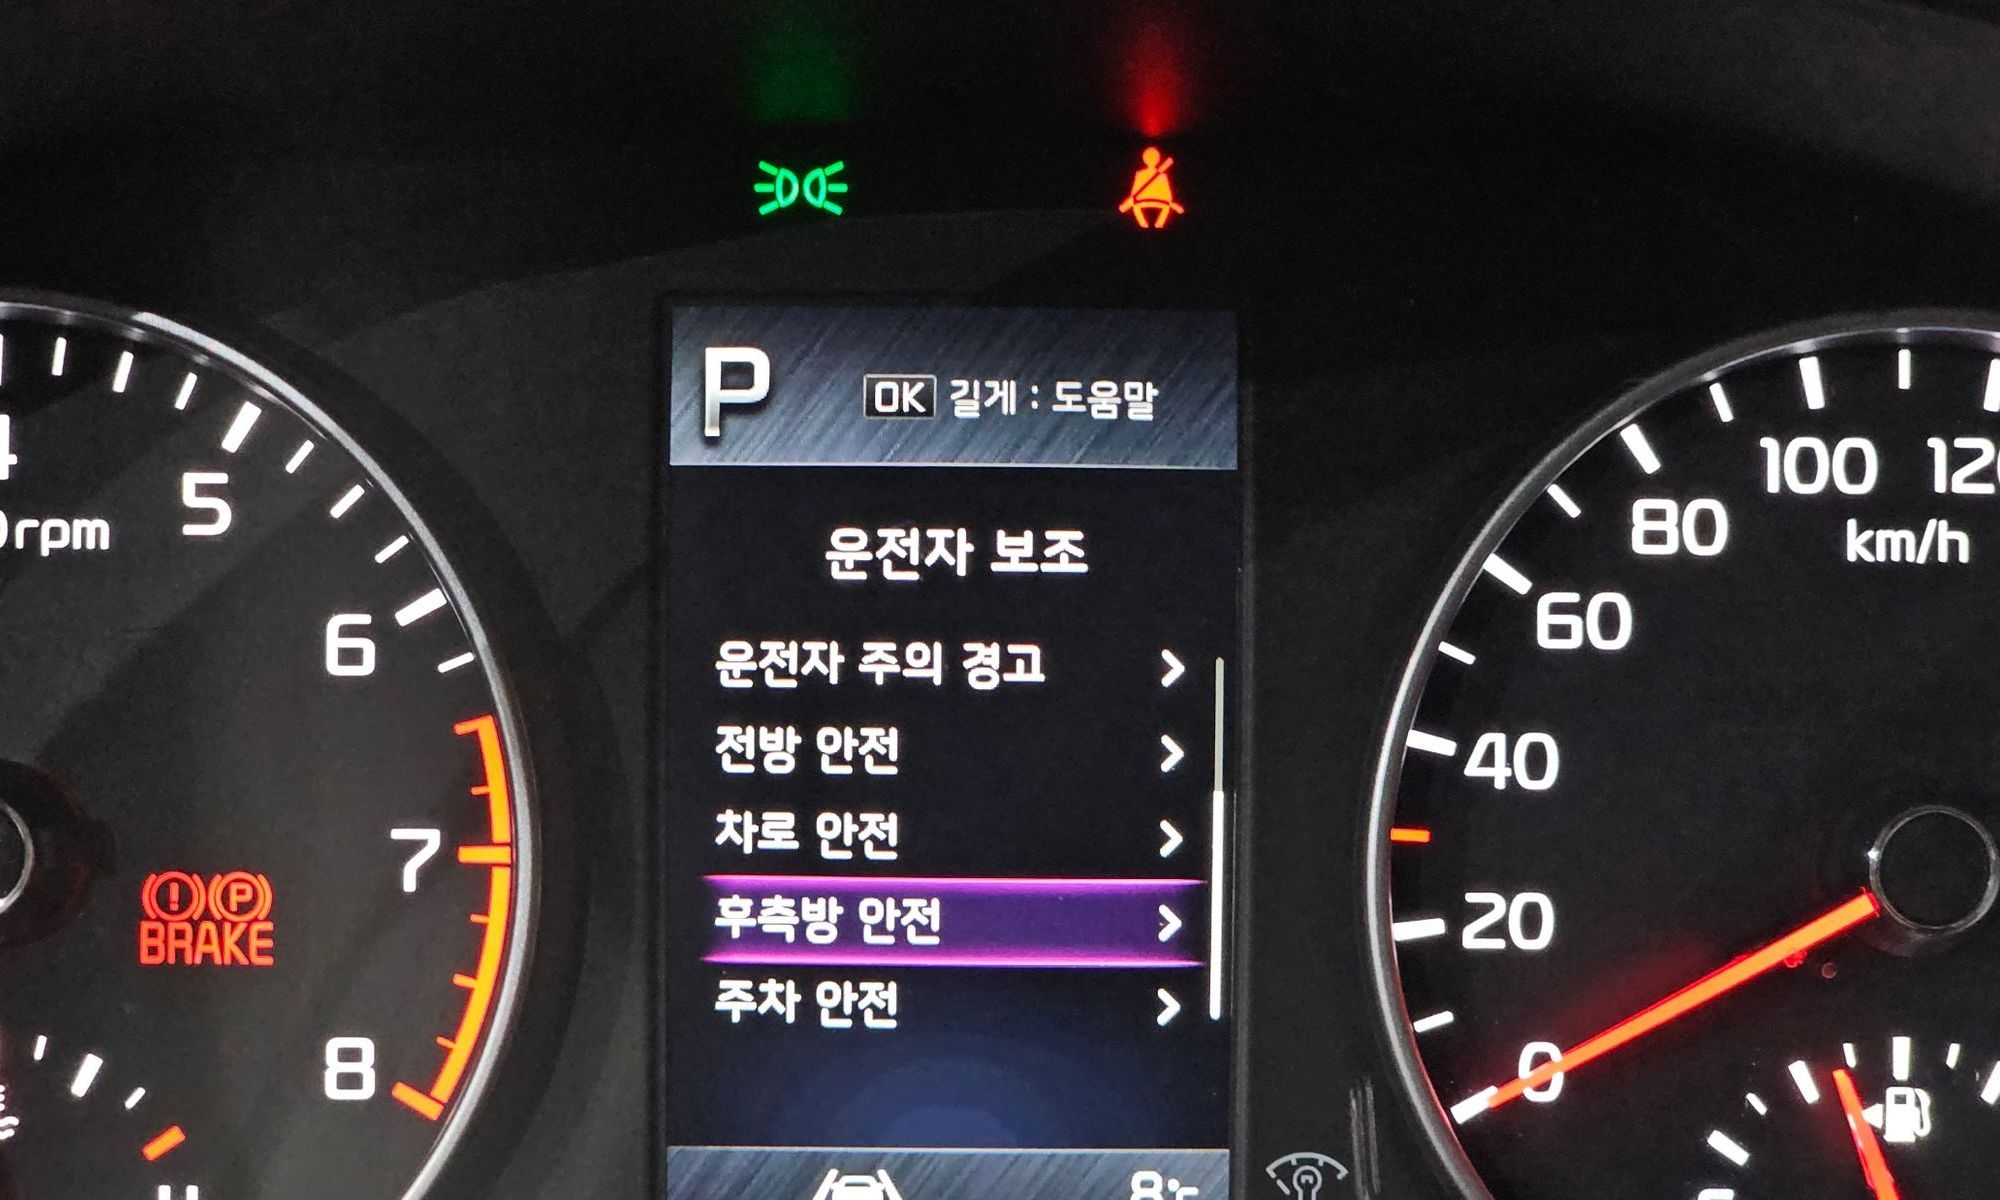 P
OK 길게 : 도움말
운전자 보조
운전자 주의 경고
전방 안전
차로 안전
후측방 안전
주차 안전
8°C
4
5
6
7
8
rpm
(!) (P)
BRAKE
0
20
40
60
80
100
km/h